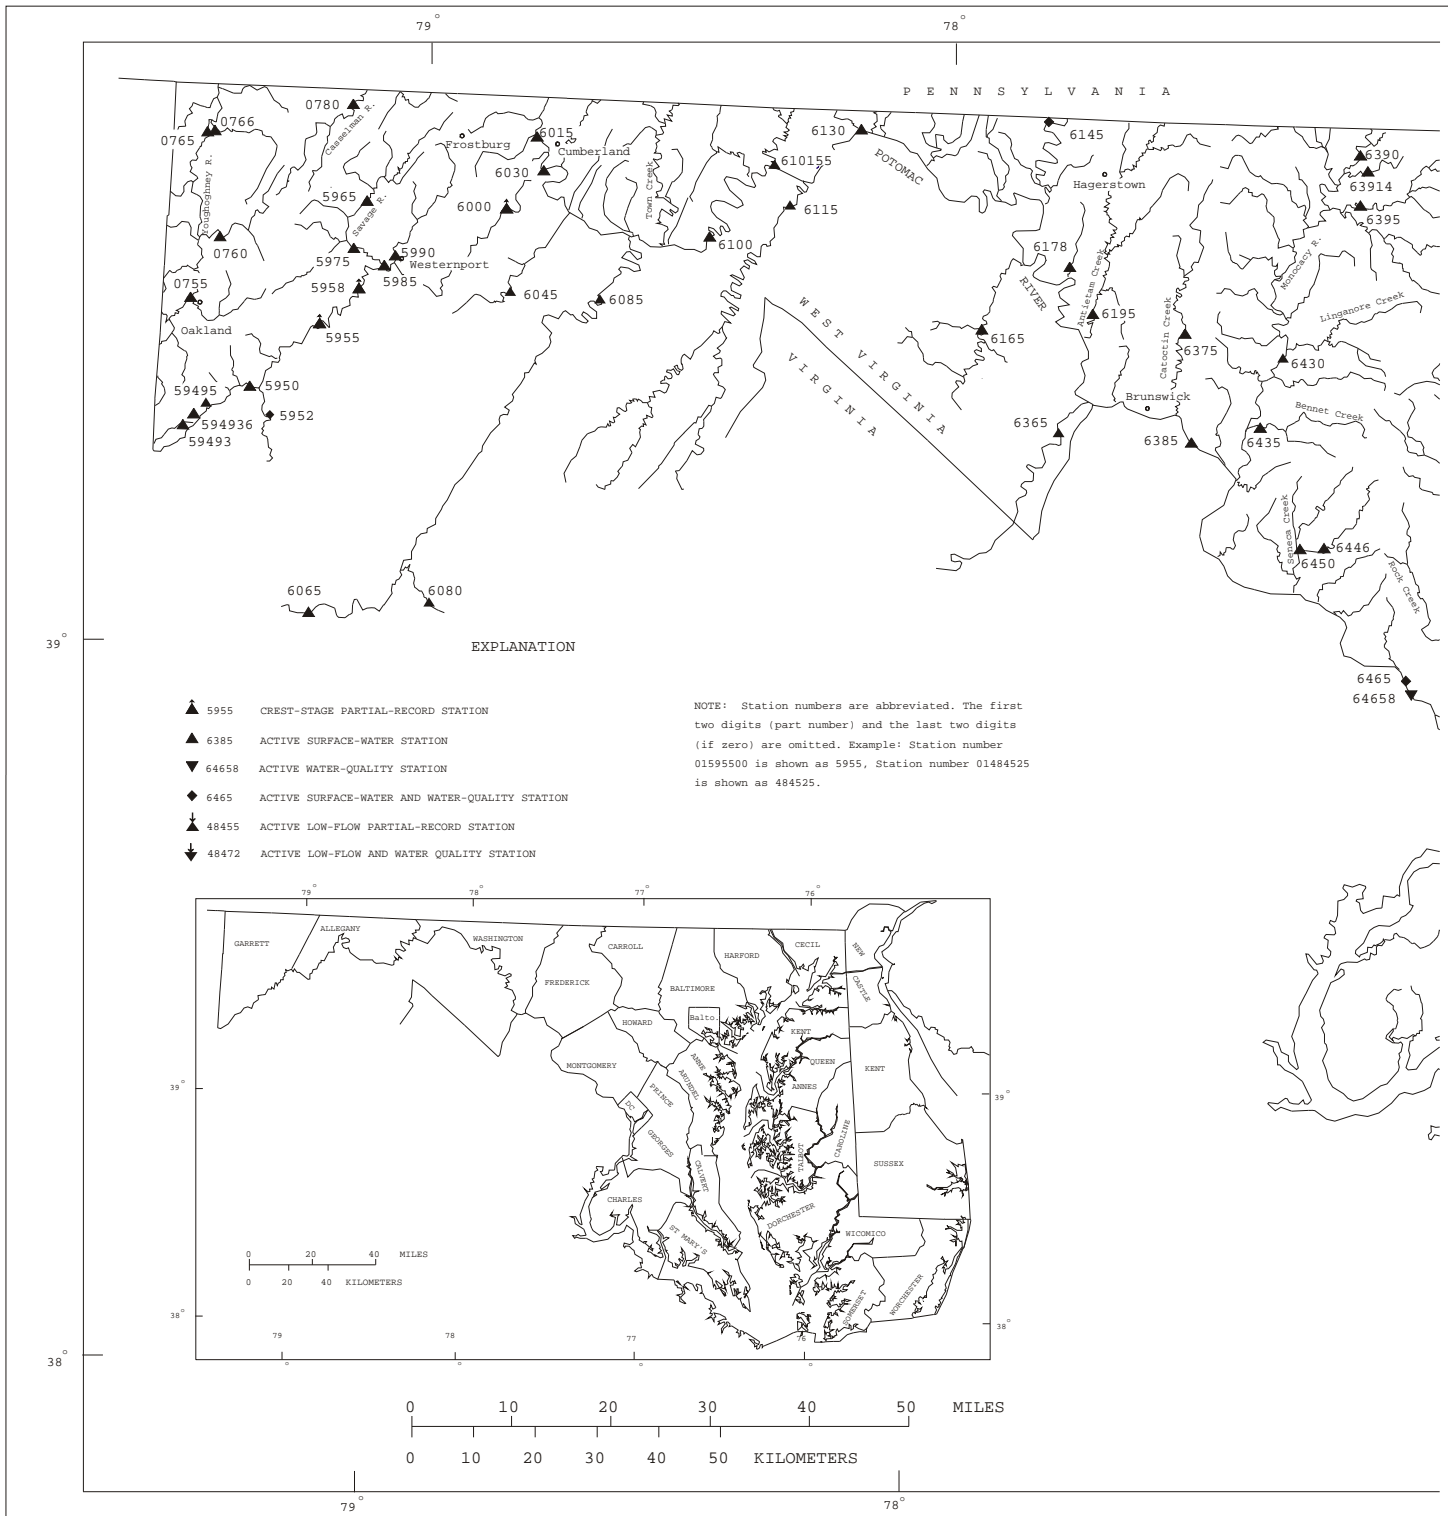 79°
78°
PENNSYLVANIA
0780
0766
0765
Casselman R.
Youghoghney R.
Frostburg
6015
Cumberland
6030
6000
Town Creek
6130
610155
POTOMAC
6145
Hagerstown
6390
63914
6395
5965
Savage R.
0760
5975
5990
Westernport
5985
5958
0755
Oakland
5955
6045
6085
6100
6115
6178
RIVER
Antietam Creek
6195
Catoctin Creek
6375
Monocacy R.
Linganore Creek
6430
6165
WEST VIRGINIA
VIRGINIA
59495
5950
594936
5952
59493
Brunswick
6365
6385
Bennet Creek
6435
Seneca Creek
6446
6450
Rock Creek
6065
6080
39°
EXPLANATION
6465
64658
5955 CREST-STAGE PARTIAL-RECORD STATION
6385 ACTIVE SURFACE-WATER STATION
64658 ACTIVE WATER-QUALITY STATION
6465 ACTIVE SURFACE-WATER AND WATER-QUALITY STATION
48455 ACTIVE LOW-FLOW PARTIAL-RECORD STATION
48472 ACTIVE LOW-FLOW AND WATER QUALITY STATION
NOTE: Station numbers are abbreviated. The first
two digits (part number) and the last two digits
(if zero) are omitted. Example: Station number
01595500 is shown as 5955, Station number 01484525
is shown as 484525.
79° 78° 77° 76°
GARRETT
ALLEGANY
WASHINGTON
FREDERICK
CARROLL
BALTIMORE
HARFORD
CECIL
NEW
CASTLE
Balto.
HOWARD
MONTGOMERY
KENT
QUEEN
ANNES
KENT
ANNE
ARUNDEL
PRINCE
GEORGES
DC
39°
39°
CALVERT
TALBOT
CAROLINE
SUSSEX
CHARLES
ST MARY'S
DORCHESTER
WICOMICO
SOMERSET
WORCHESTER
0 20 40 MILES
0 20 40 KILOMETERS
38°
38°
79° 78° 77° 76°
38°
0 10 20 30 40 50 MILES
0 10 20 30 40 50 KILOMETERS
79°
78°